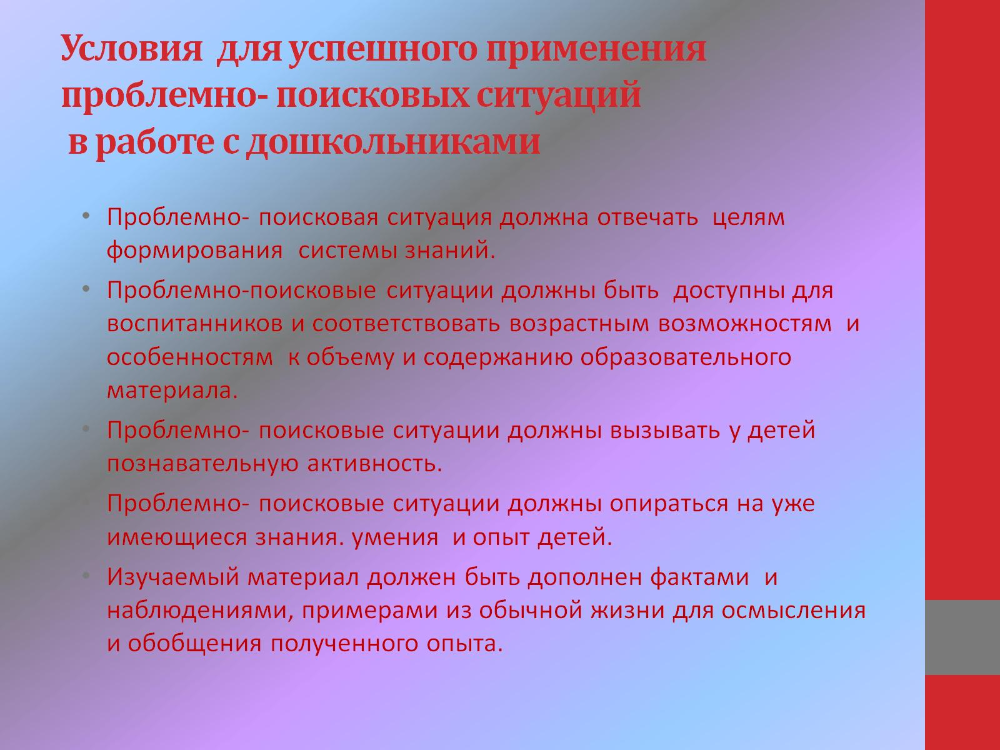 Условия для успешного применения
проблемно- поисковых ситуаций
в работе с дошкольниками
• Проблемно- поисковая ситуация должна отвечать целям
формирования системы знаний.
• Проблемно-поисковые ситуации должны быть доступны для
воспитанников и соответствовать возрастным возможностям и
особенностям к объему и содержанию образовательного
материала.
• Проблемно- поисковые ситуации должны вызывать у детей
познавательную активность.
• Проблемно- поисковые ситуации должны опираться на уже
имеющиеся знания. умения и опыт детей.
• Изучаемый материал должен быть дополнен фактами и
наблюдениями, примерами из обычной жизни для осмысления
и обобщения полученного опыта.